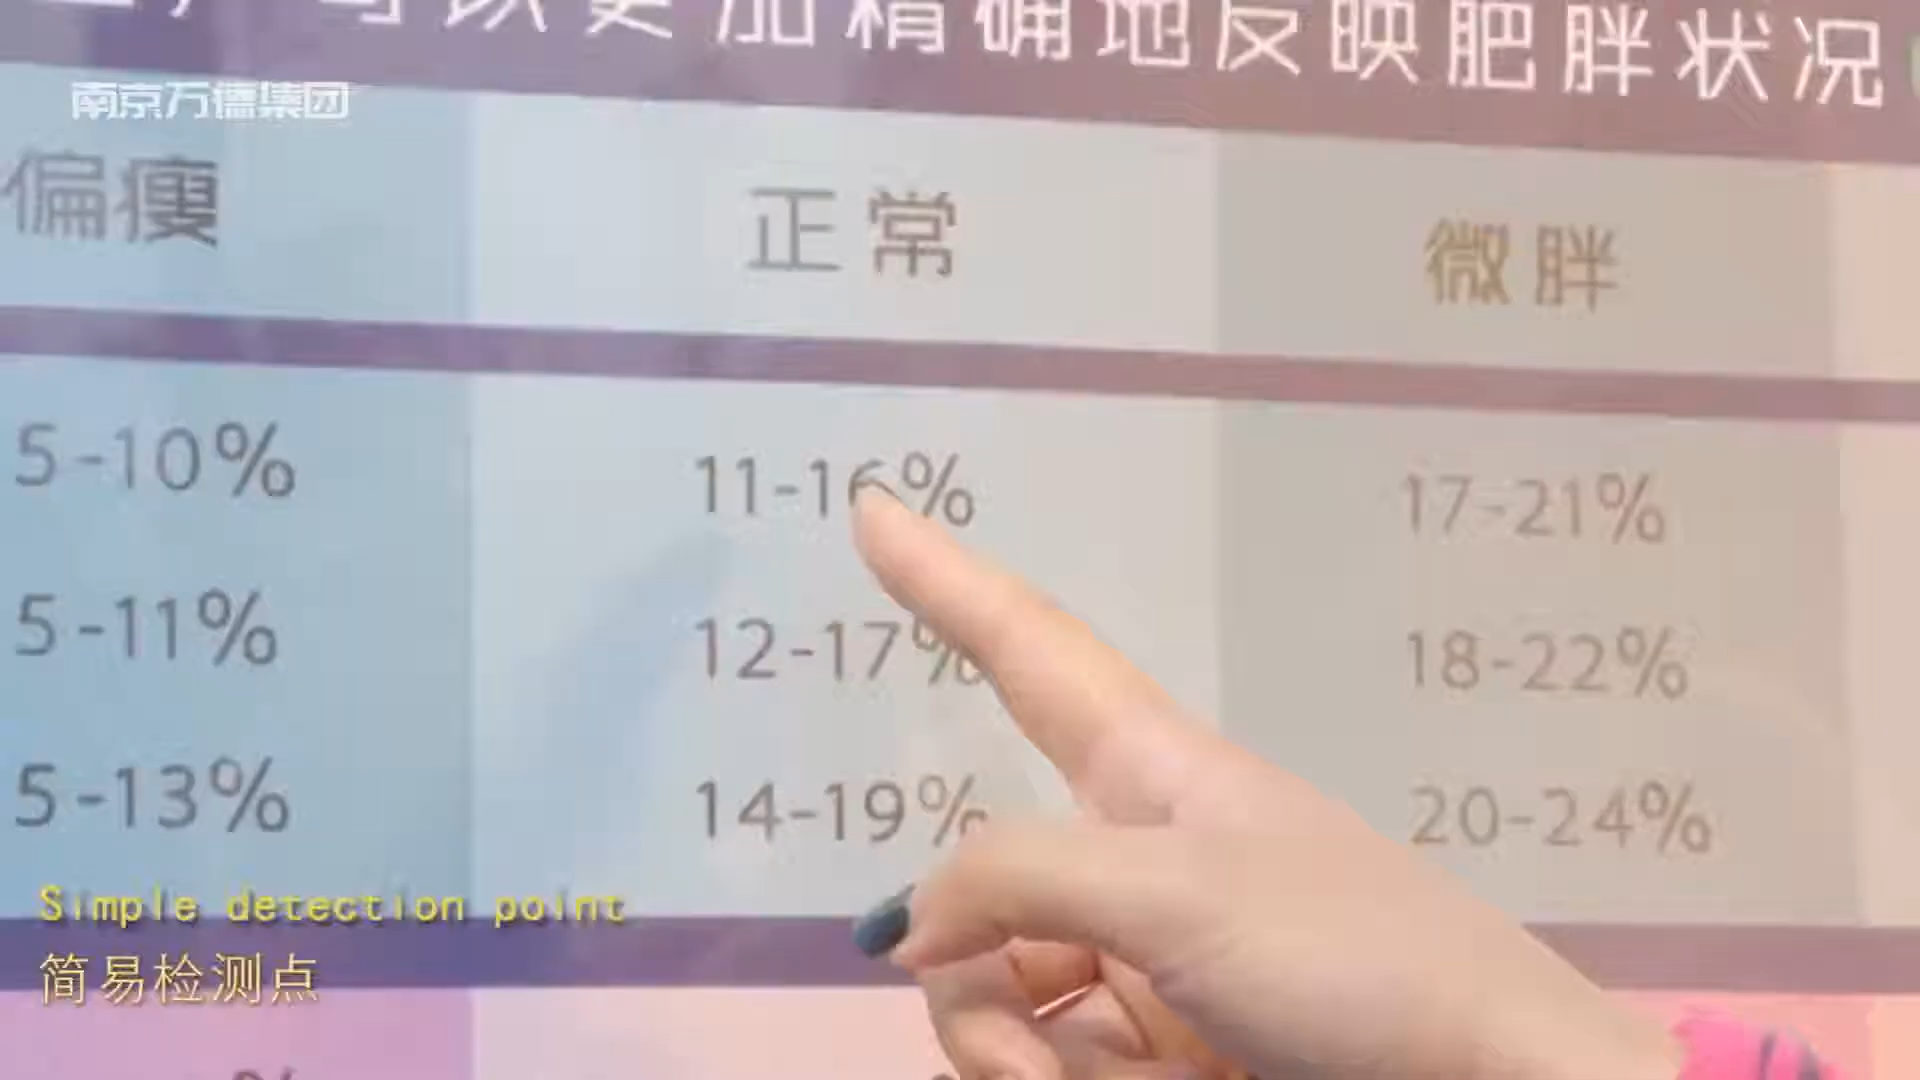 可以更加精确地反映肥胖状况
南京万德集团
偏瘦 正常 微胖
5-10% 11-16% 17-21%
5-11% 12-17% 18-22%
5-13% 14-19% 20-24%
Simple detection point
简易检测点
%